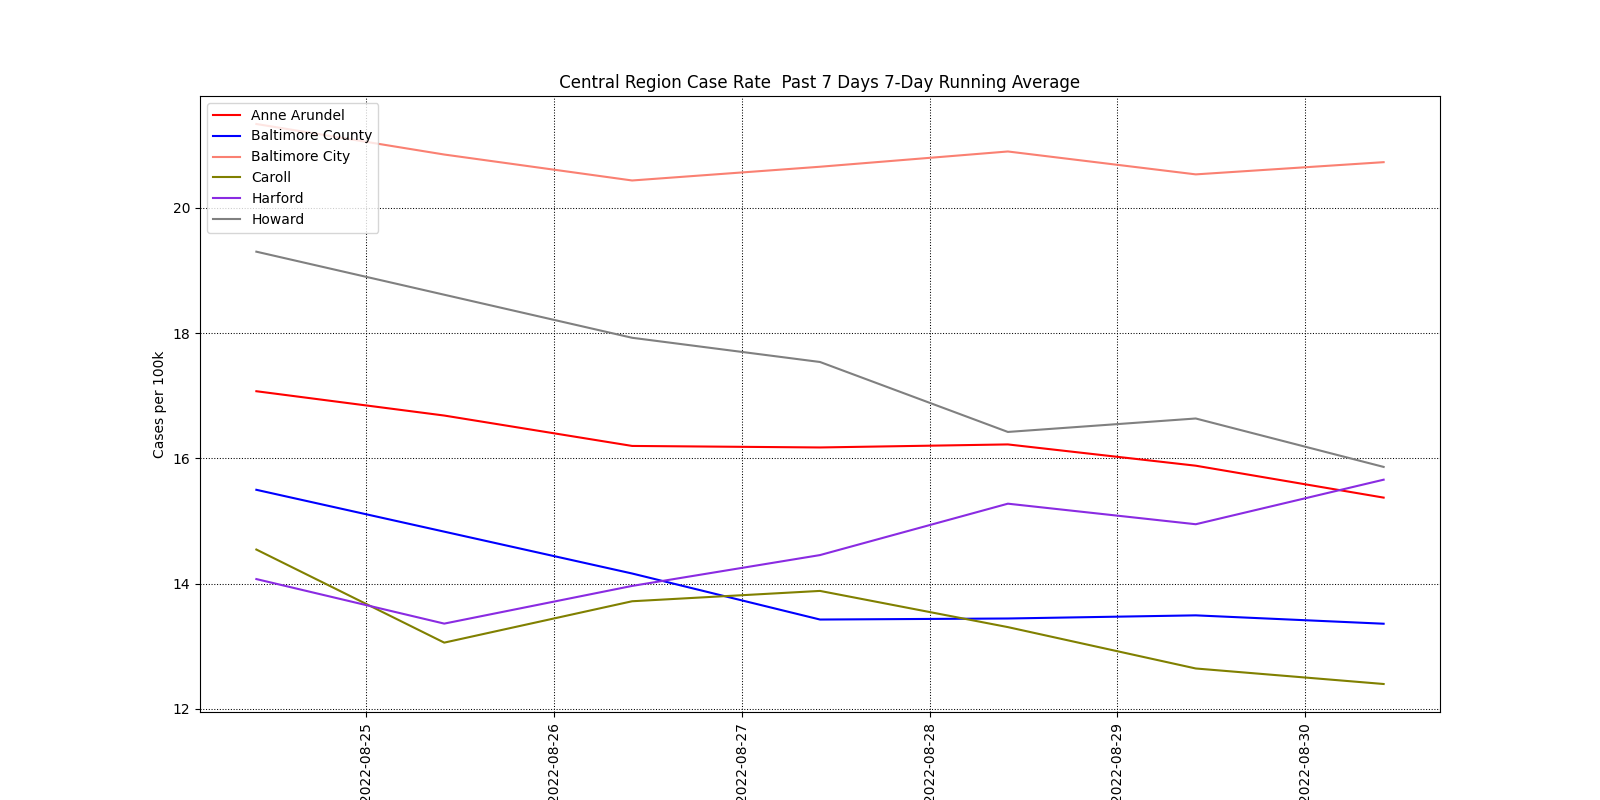 Central Region Case Rate  Past 7 Days 7-Day Running Average
Anne Arundel
Baltimore County
Baltimore City
Caroll
Harford
Howard
Cases per 100k
20
18
16
14
12
2022-08-25
2022-08-26
2022-08-27
2022-08-28
2022-08-29
2022-08-30